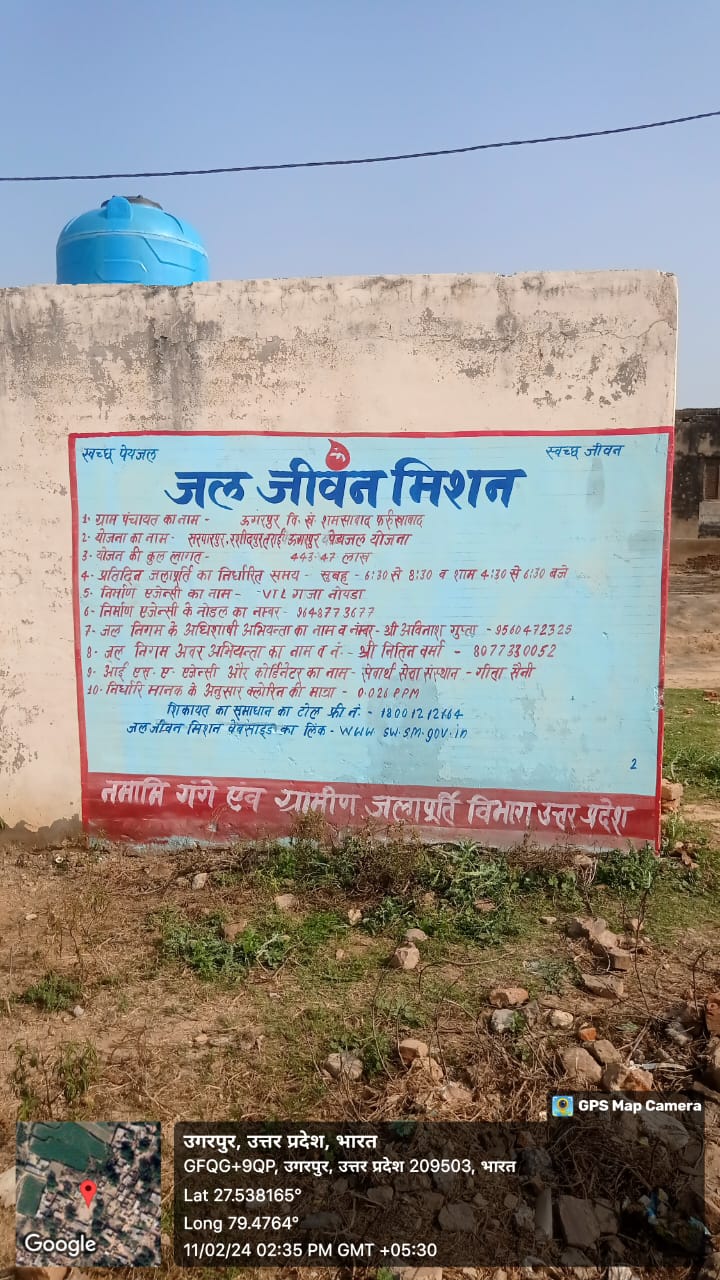 स्वच्छ पेयजल
स्वच्छ जीवन
जल जीवन मिशन
1- ग्राम पंचायत का नाम - ऊगरपुर वि. खं. शमसाबाद फर्रुखाबाद
2- योजना का नाम - ऊगरपुर पेयजल योजना
3- योजन की कुल लागत- 443.47 लाख
4- प्रतिदिन जलापूर्ति का निर्धारित समय - सुबह - 6:30 से 8:30 व शाम 4:30 से 6:30 बजे
5- निर्माण एजेन्सी का नाम - VTL गजा नोयडा
6- निर्माण एजेन्सी के नोडल का नम्बर- 9648773677
7- जल निगम के अधिशाषी अभियन्ता का नाम व नंम्बर- श्री अविनाश गुप्ता - 9560472325
8- जल निगम अवर अभियन्ता का नाम व नं.- श्री नितिन वर्मा - 8077330052
9- आई एस. ए- एजेन्सी और कोर्डिनेटर का नाम - सेवार्थ सेवा संस्थान - गीता सैनी
10- निर्धारि मानक के अनुसार क्लोरिन की मात्रा - 0.026 PPM
शिकायत का समाधान का टोल फ्री नं.- 18001212164
जल जीवन मिशन वेबसाइड का लिंक - WWW sw.sm.gov.in
2
नमामि गंगे एंव ग्रामीण जलापूर्ति विभाग उत्तर प्रदेश
GPS Map Camera
उगरपुर, उत्तर प्रदेश, भारत
GFQG+9QP, उगरपुर, उत्तर प्रदेश 209503, भारत
Lat 27.538165°
Long 79.4764°
11/02/24 02:35 PM GMT +05:30
Google